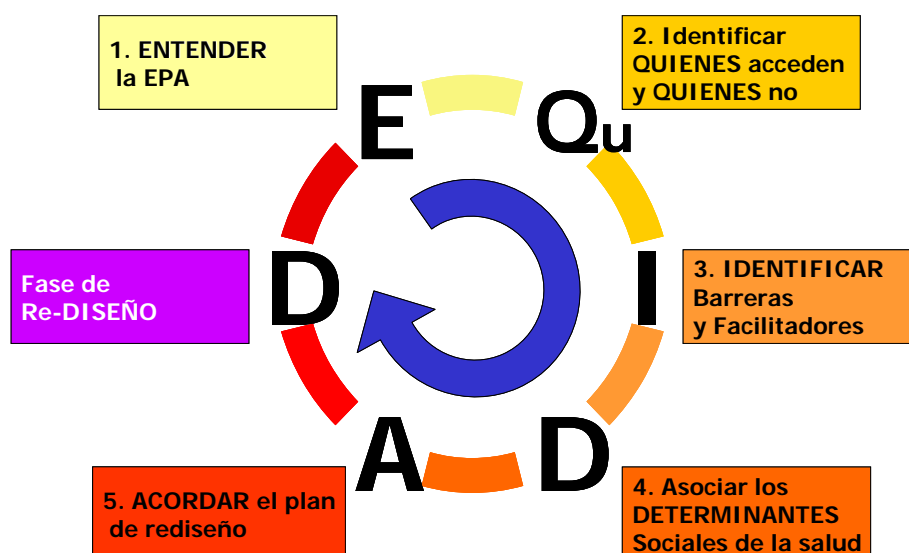 1. ENTENDER
la EPA
2. Identificar
QUIENES acceden
y QUIENES no
E
Qu
Fase de
Re-DISEÑO
D
I
3. IDENTIFICAR
Barreras
y Facilitadores
A
D
5. ACORDAR el plan
de rediseño
4. Asociar los
DETERMINANTES
Sociales de la salud